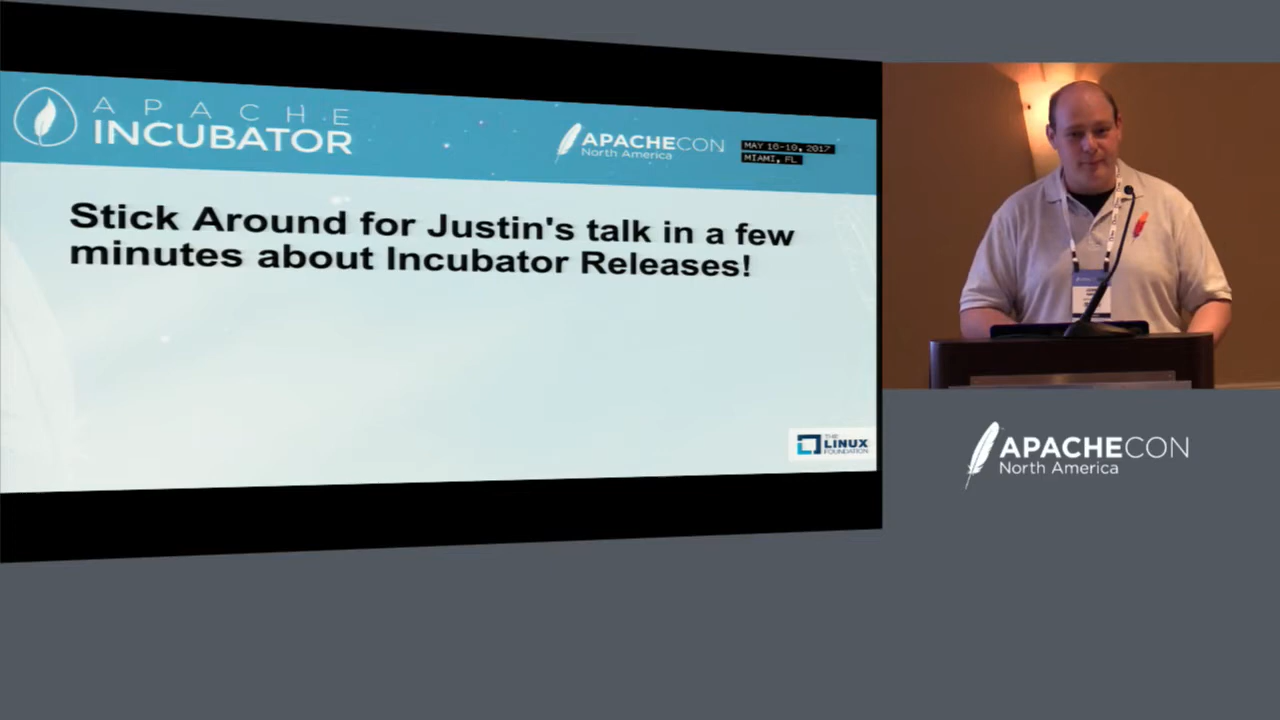 APACHE
INCUBATOR
APACHECON
North America
MAY 16-19, 2017
MIAMI, FL
Stick Around for Justin's talk in a few
minutes about Incubator Releases!
THE
LINUX
FOUNDATION
APACHECON
North America